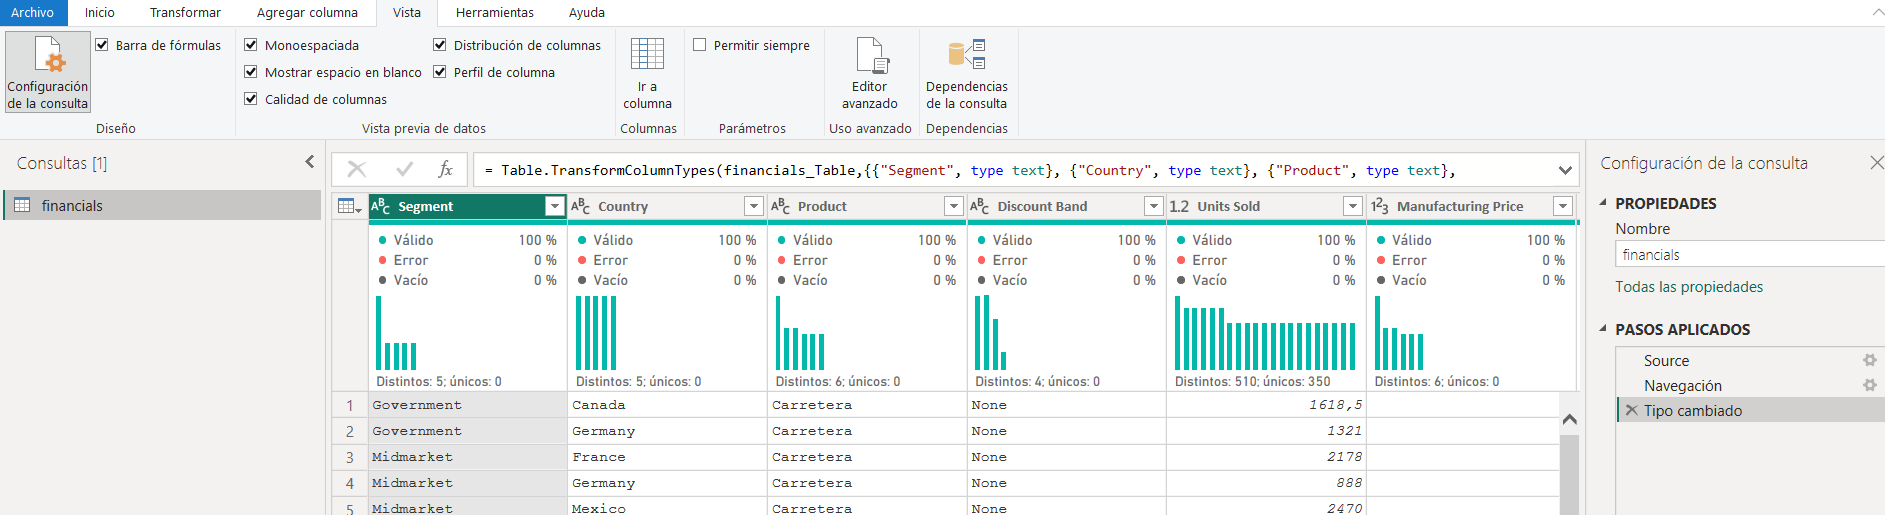 Archivo Inicio Transformar Agregar columna Vista Herramientas Ayuda
Configuración de la consulta
Barra de fórmulas
Diseño
Monoespaciada
Mostrar espacio en blanco
Calidad de columnas
Distribución de columnas
Perfil de columna
Vista previa de datos
Ir a columna
Columnas
Permitir siempre
Parámetros
Editor avanzado
Uso avanzado
Dependencias de la consulta
Dependencias
Consultas [1]
financials
fx = Table.TransformColumnTypes(financials_Table,{{"Segment", type text}, {"Country", type text}, {"Product", type text},
ABC Segment ABC Country ABC Product ABC Discount Band 1.2 Units Sold 123 Manufacturing Price
Válido 100 % Válido 100 % Válido 100 % Válido 100 % Válido 100 % Válido 100 %
Error 0 % Error 0 % Error 0 % Error 0 % Error 0 % Error 0 %
Vacío 0 % Vacío 0 % Vacío 0 % Vacío 0 % Vacío 0 % Vacío 0 %
Distintos: 5; únicos: 0 Distintos: 5; únicos: 0 Distintos: 6; únicos: 0 Distintos: 4; únicos: 0 Distintos: 510; únicos: 350 Distintos: 6; únicos: 0
1 Government Canada Carretera None 1618,5
2 Government Germany Carretera None 1321
3 Midmarket France Carretera None 2178
4 Midmarket Germany Carretera None 888
5 Midmarket Mexico Carretera None 2470
Configuración de la consulta
PROPIEDADES
Nombre
financials
Todas las propiedades
PASOS APLICADOS
Source
Navegación
Tipo cambiado